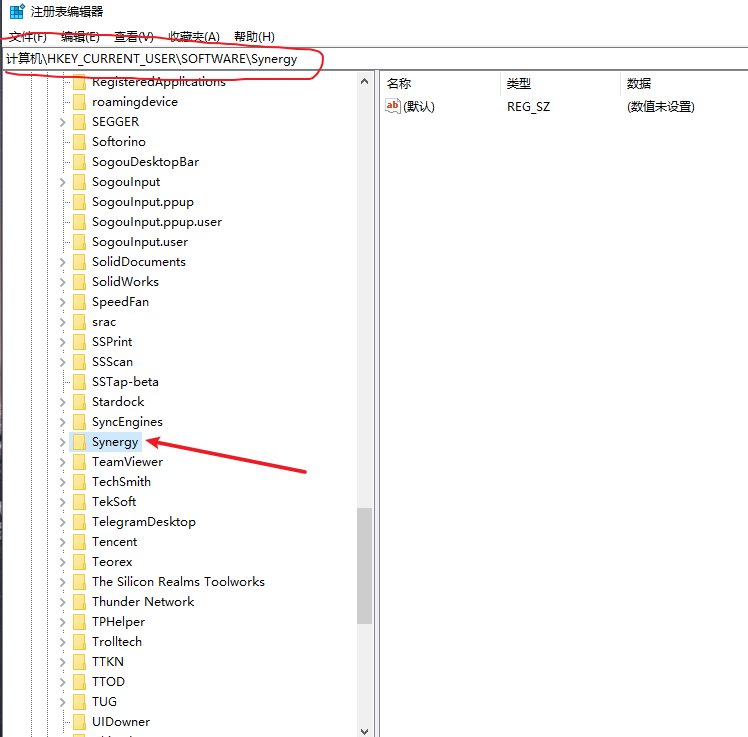 注册表编辑器
文件(F) 编辑(E) 查看(V) 收藏夹(A) 帮助(H)
计算机\HKEY_CURRENT_USER\SOFTWARE\Synergy
RegisteredApplications
roamingdevice
SEGGER
Softorino
SogouDesktopBar
SogouInput
SogouInput.ppup
SogouInput.ppup.user
SogouInput.user
SolidDocuments
SolidWorks
SpeedFan
srac
SSPrint
SSScan
SSTap-beta
Stardock
SyncEngines
Synergy
TeamViewer
TechSmith
TekSoft
TelegramDesktop
Tencent
Teorex
The Silicon Realms Toolworks
Thunder Network
TPHelper
Trolltech
TTKN
TTOD
TUG
UIDowner
名称 类型 数据
ab (默认) REG_SZ (数值未设置)